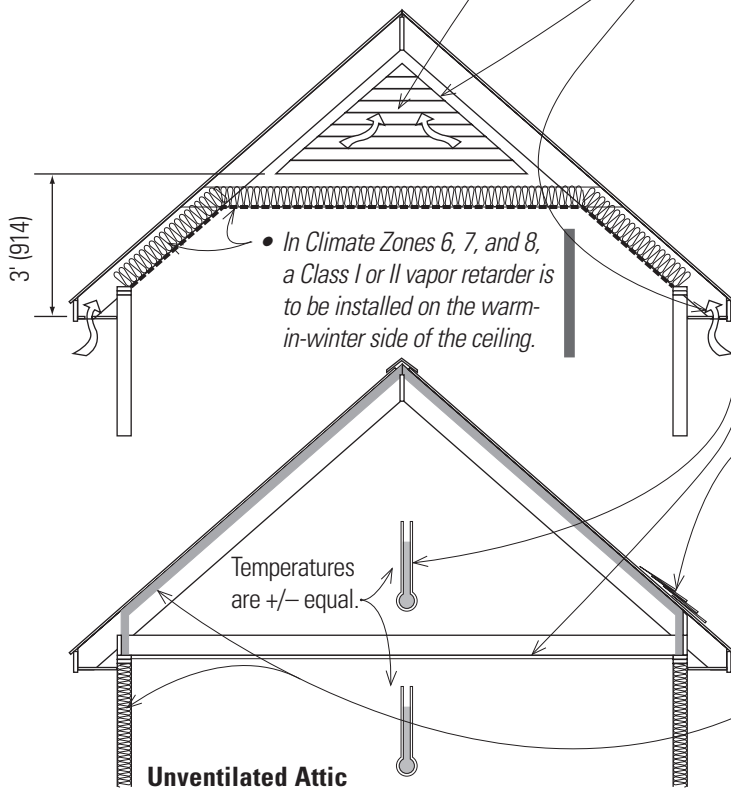 3' (914)
• In Climate Zones 6, 7, and 8,
a Class I or II vapor retarder is
to be installed on the warm-
in-winter side of the ceiling.
Temperatures
are +/– equal.
Unventilated Attic